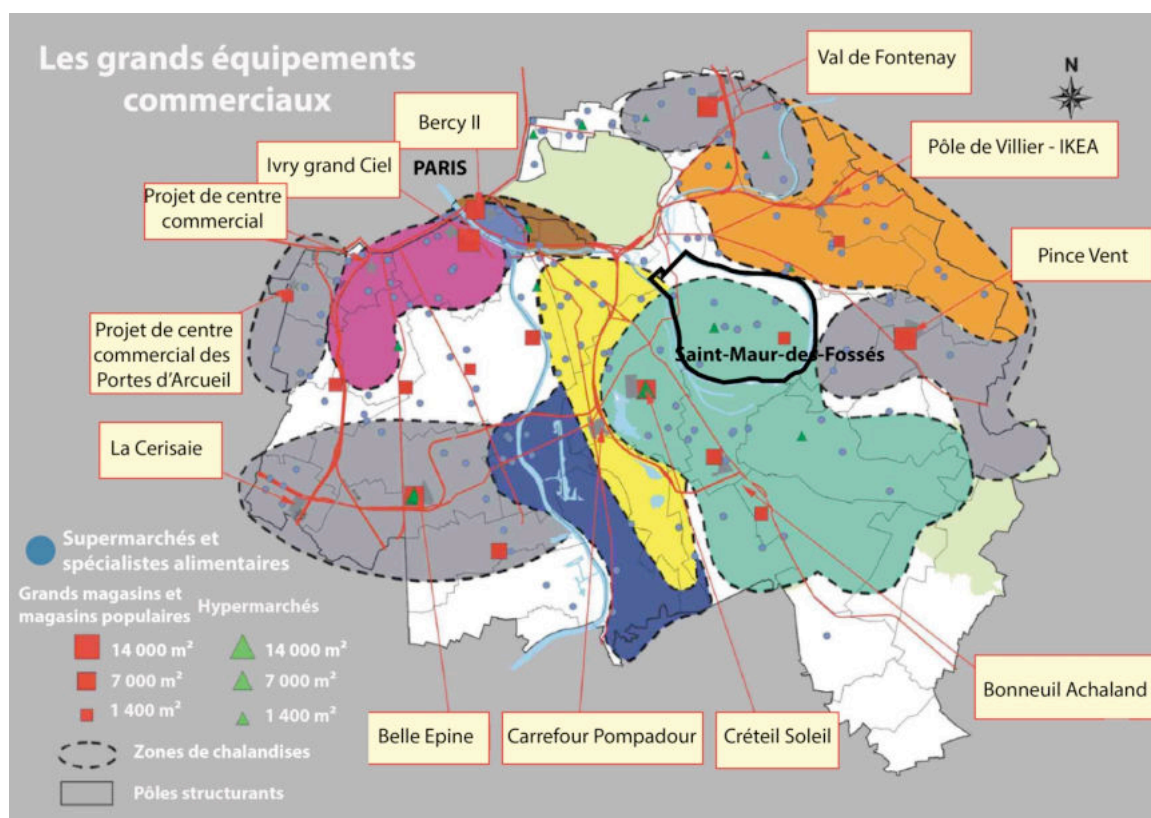 Les grands équipements
commerciaux
Val de Fontenay
N
Bercy II
Pôle de Villier - IKEA
Ivry grand Ciel
PARIS
Projet de centre
commercial
Pince Vent
Projet de centre
commercial des
Portes d'Arcueil
Saint-Maur-des-Fossés
La Cerisaie
Supermarchés et
spécialistes alimentaires
Grands magasins et
magasins populaires
Hypermarchés
14 000 m²
14 000 m²
7 000 m²
7 000 m²
1 400 m²
1 400 m²
Zones de chalandises
Pôles structurants
Belle Epine
Carrefour Pompadour
Créteil Soleil
Bonneuil Achaland